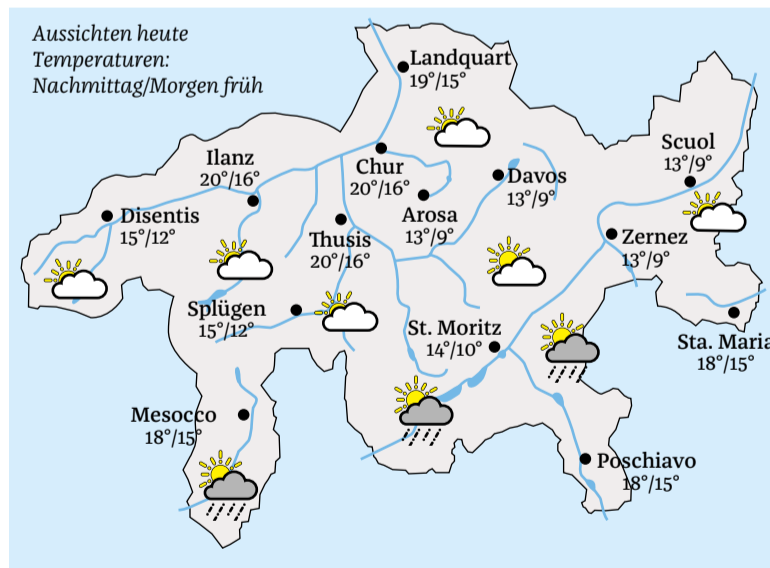 Aussichten heute
Temperaturen:
Nachmittag/Morgen früh
Landquart
19°/15°
Scuol
13°/9°
Ilanz
20°/16°
Chur
20°/16°
Davos
13°/9°
Arosa
13°/9°
Disentis
15°/12°
Thusis
20°/16°
Zernez
13°/9°
Splügen
15°/12°
St. Moritz
14°/10°
Sta. Maria
18°/15°
Mesocco
18°/15°
Poschiavo
18°/15°